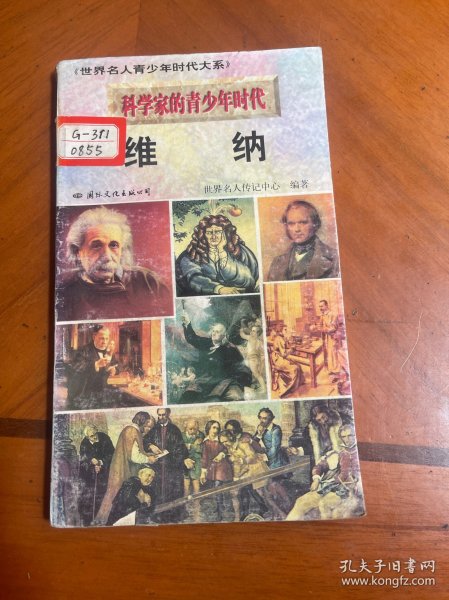 《世界名人青少年时代大系》
科学家的青少年时代
G-381
0855
维 纳
国际文化出版公司
世界名人传记中心 编著
孔夫子旧书网
www.kongfz.com